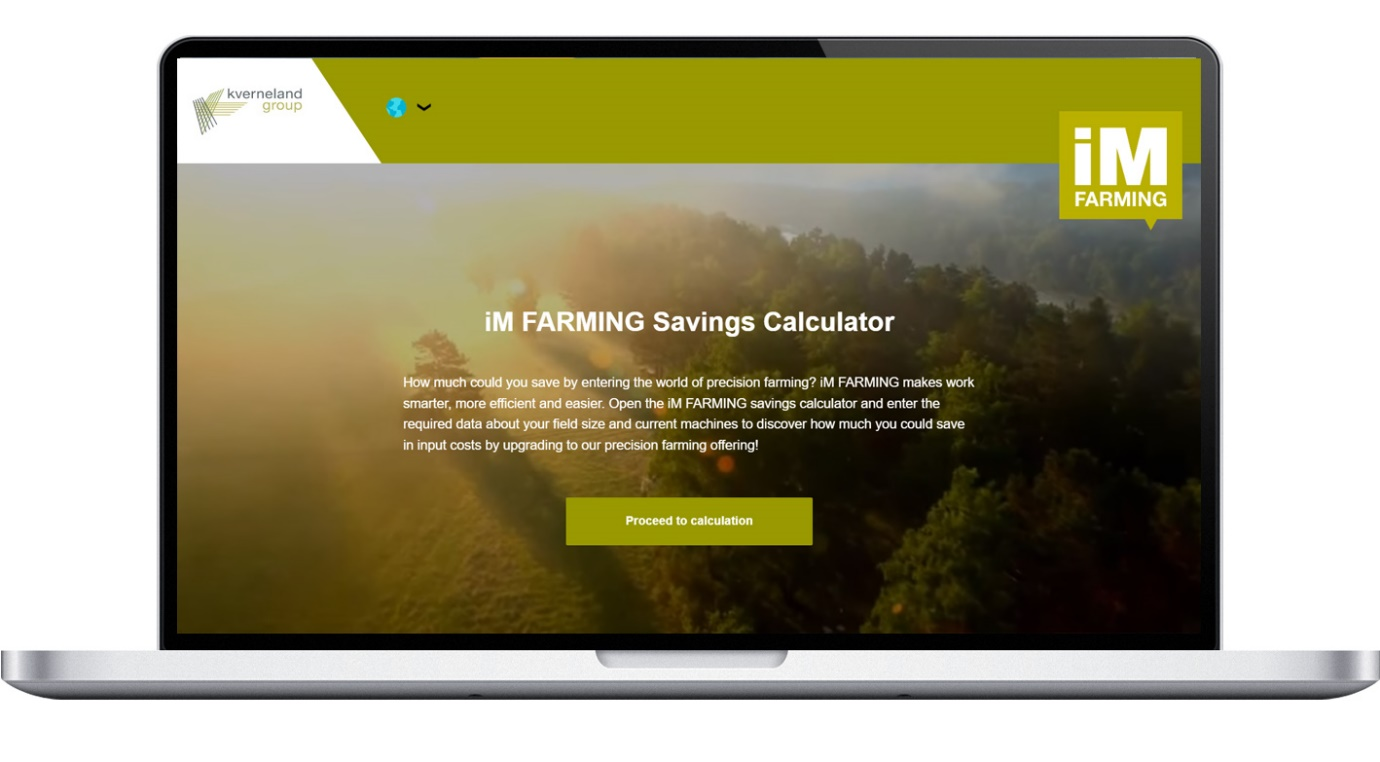 kverneland
group
iM
FARMING
iM FARMING Savings Calculator
How much could you save by entering the world of precision farming? iM FARMING makes work
smarter, more efficient and easier. Open the iM FARMING savings calculator and enter the
required data about your field size and current machines to discover how much you could save
in input costs by upgrading to our precision farming offering!
Proceed to calculation